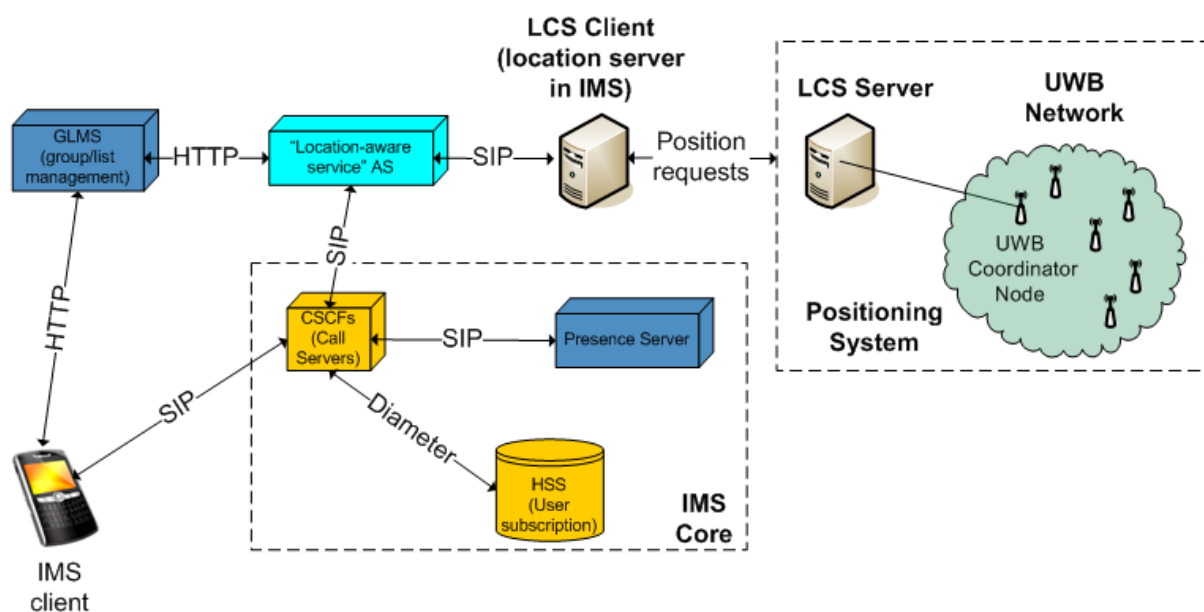 LCS Client
(location server
in IMS)
LCS Server
UWB
Network
GLMS
(group/list
management)
HTTP
"Location-aware
service" AS
SIP
Position
requests
UWB
Coordinator
Node
Positioning
System
SIP
HTTP
CSCFs
(Call
Servers)
SIP
Presence Server
SIP
Diameter
HSS
(User
subscription)
IMS
Core
IMS
client